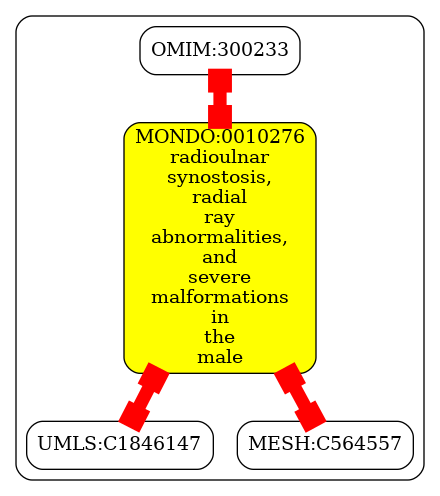 OMIM:300233
MONDO:0010276
radioulnar
synostosis,
radial
ray
abnormalities,
and
severe
malformations
in
the
male
UMLS:C1846147
MESH:C564557